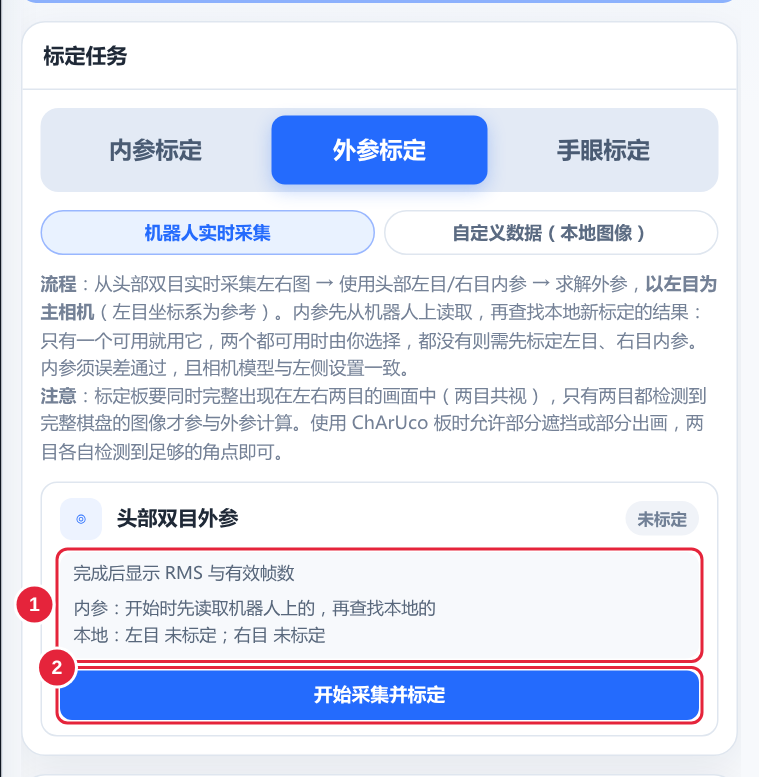 标定任务
内参标定 外参标定 手眼标定
机器人实时采集 自定义数据（本地图像）
流程：从头部双目实时采集左右图 → 使用头部左目/右目内参 → 求解外参，以左目为
主相机（左目坐标系为参考）。内参先从机器人上读取，再查找本地新标定的结果：
只有一个可用就用它，两个都可用时由你选择，都没有则需先标定左目、右目内参。
内参须误差通过，且相机模型与左侧设置一致。
注意：标定板要同时完整出现在左右两目的画面中（两目共视），只有两目都检测到
完整棋盘的图像才参与外参计算。使用 ChArUco 板时允许部分遮挡或部分出画，两
目各自检测到足够的角点即可。
头部双目外参 未标定
完成后显示 RMS 与有效帧数
1 内参：开始时先读取机器人上的，再查找本地的
本地：左目 未标定；右目 未标定
2
开始采集并标定